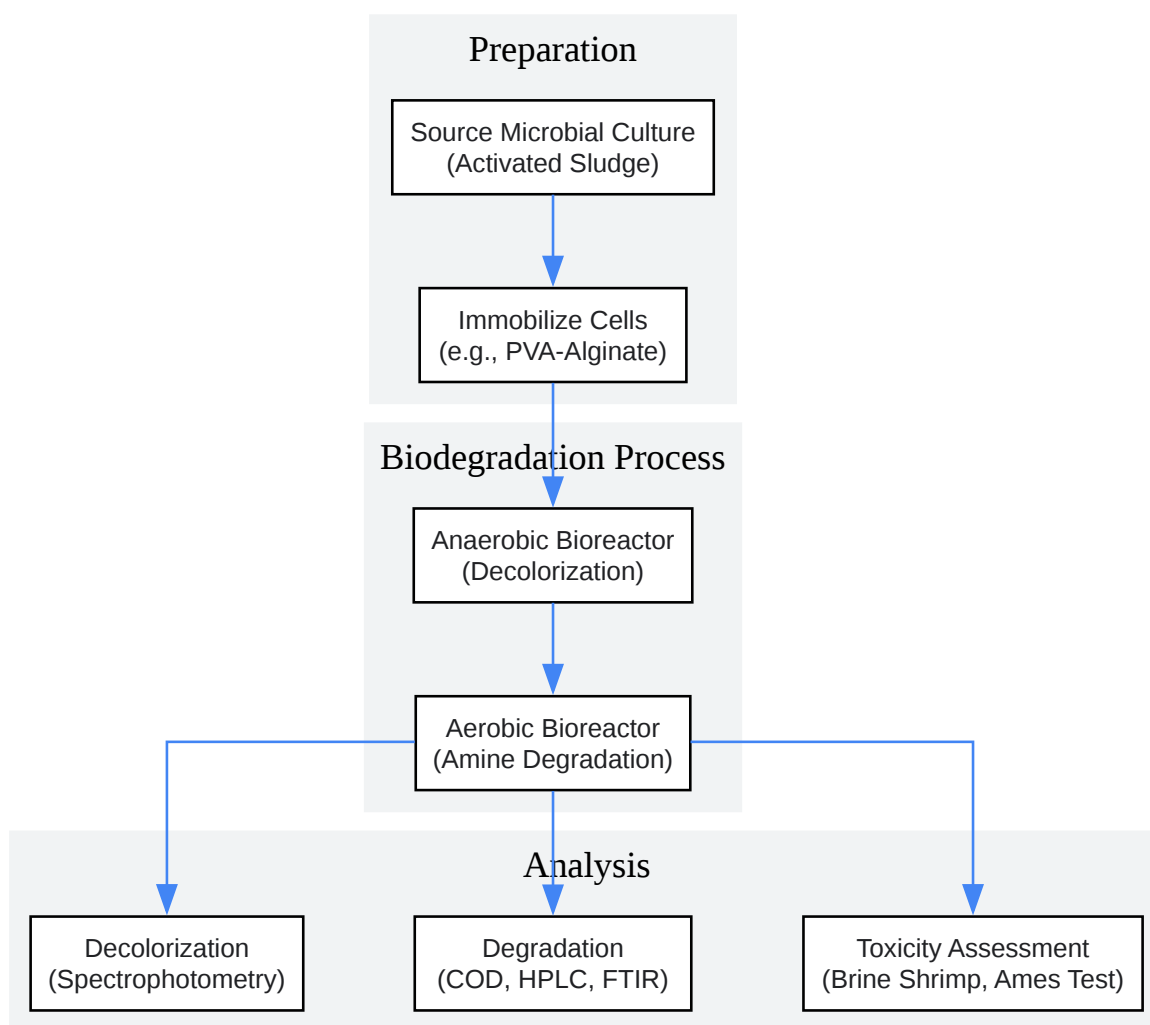 Preparation
Source Microbial Culture
(Activated Sludge)
Immobilize Cells
(e.g., PVA-Alginate)
Biodegradation Process
Anaerobic Bioreactor
(Decolorization)
Aerobic Bioreactor
(Amine Degradation)
Analysis
Decolorization
(Spectrophotometry)
Degradation
(COD, HPLC, FTIR)
Toxicity Assessment
(Brine Shrimp, Ames Test)